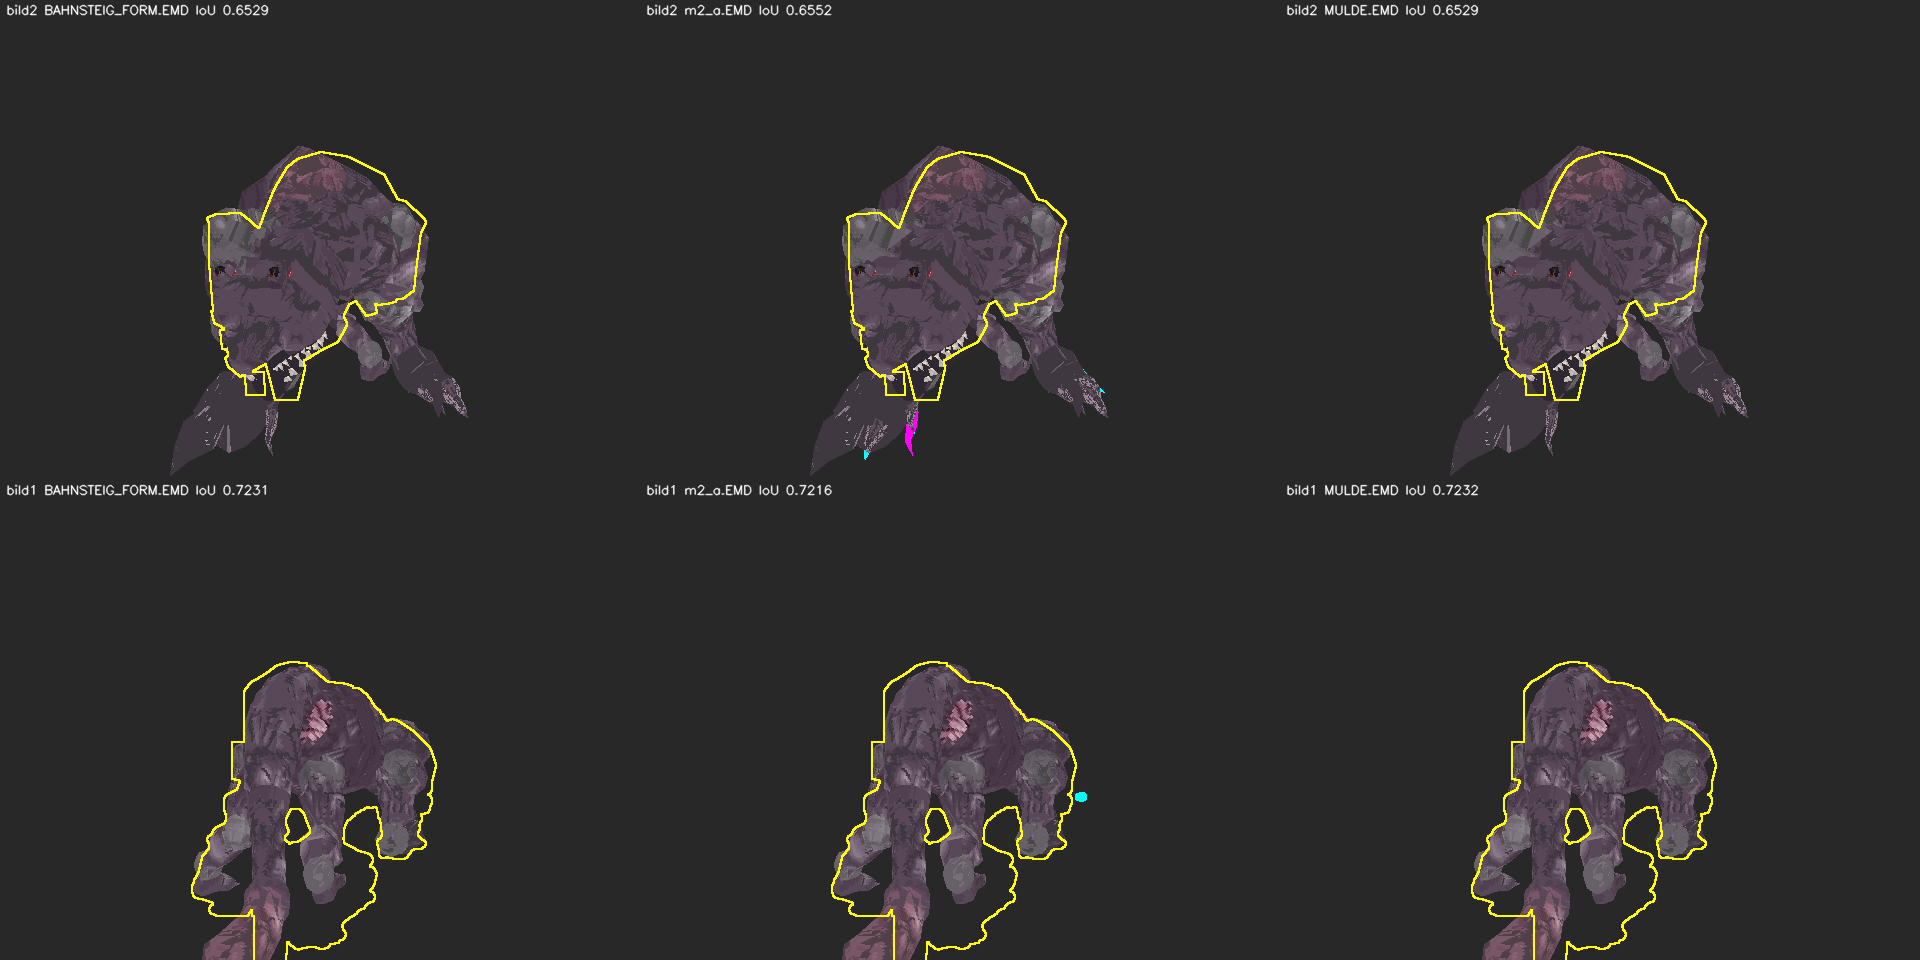 bild2 BAHNSTEIG_FORM.EMD IoU 0.6529
bild2 m2_a.EMD IoU 0.6552
bild2 MULDE.EMD IoU 0.6529
bild1 BAHNSTEIG_FORM.EMD IoU 0.7231
bild1 m2_a.EMD IoU 0.7216
bild1 MULDE.EMD IoU 0.7232